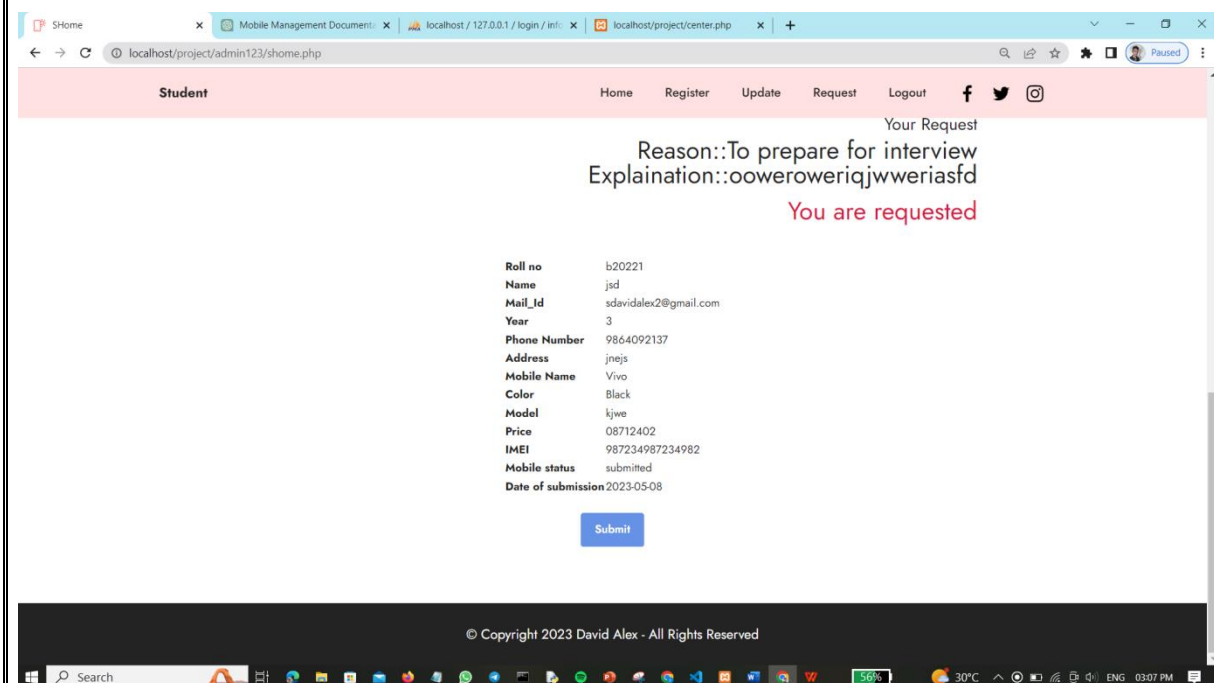 SHome
Mobile Management Documenta
localhost / 127.0.0.1 / login / info
localhost/project/center.php
localhost/project/admin123/shome.php
Paused
Student
Home Register Update Request Logout
Your Request
Reason::To prepare for interview
Explaination::ooweroweriqjwweriasfd
You are requested
Roll no b20221
Name jsd
Mail_Id sdavidalex2@gmail.com
Year 3
Phone Number 9864092137
Address jnejs
Mobile Name Vivo
Color Black
Model kjwe
Price 08712402
IMEI 987234987234982
Mobile status submitted
Date of submission 2023-05-08
Submit
© Copyright 2023 David Alex - All Rights Reserved
Search 56% 30°C ENG 03:07 PM